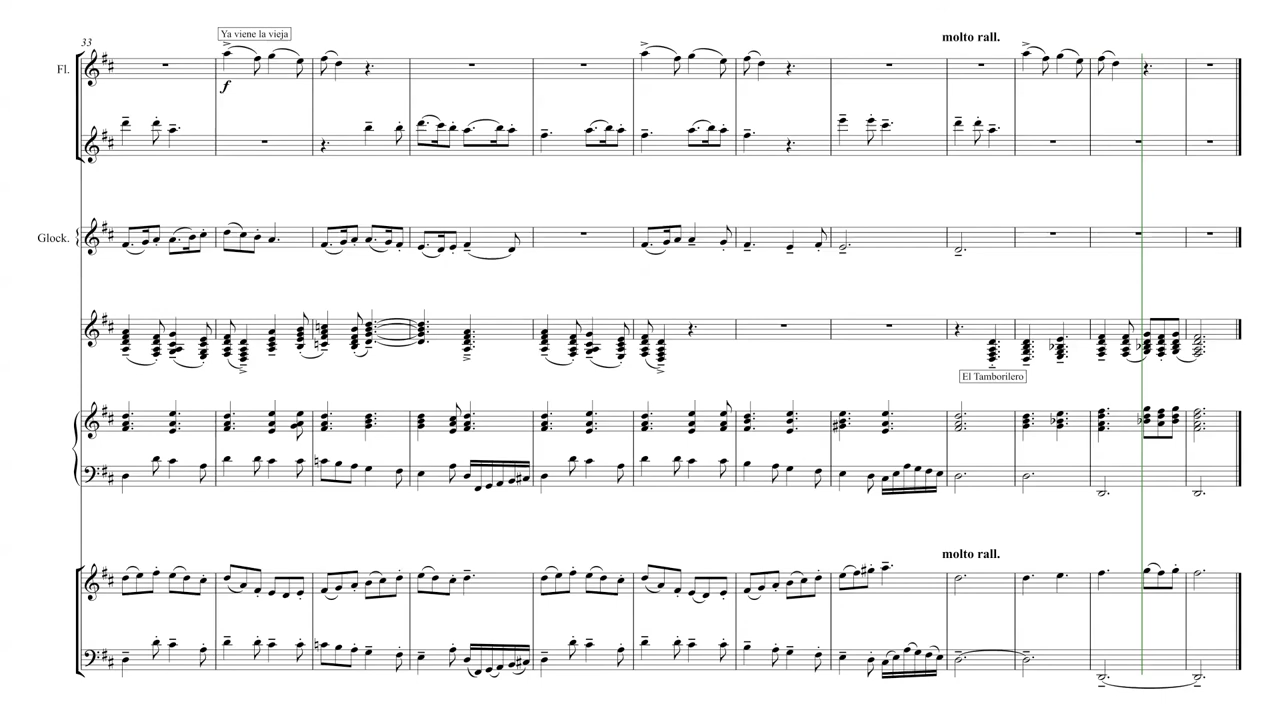 Ya viene la vieja
molto rall.
33
Fl.
f
Glock.
El Tamborilero
molto rall.